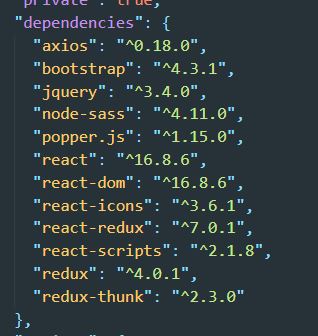 "private": true,
"dependencies": {
"axios": "^0.18.0",
"bootstrap": "^4.3.1",
"jquery": "^3.4.0",
"node-sass": "^4.11.0",
"popper.js": "^1.15.0",
"react": "^16.8.6",
"react-dom": "^16.8.6",
"react-icons": "^3.6.1",
"react-redux": "^7.0.1",
"react-scripts": "^2.1.8",
"redux": "^4.0.1",
"redux-thunk": "^2.3.0"
},